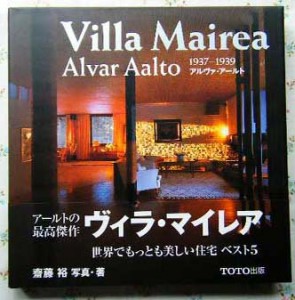 Villa Mairea
Alvar Aalto 1937–1939
アルヴァ・アールト
アールトの
最高傑作
ヴィラ・マイレア
世界でもっとも美しい住宅 ベスト5
齋藤 裕 写真・著
TOTO出版